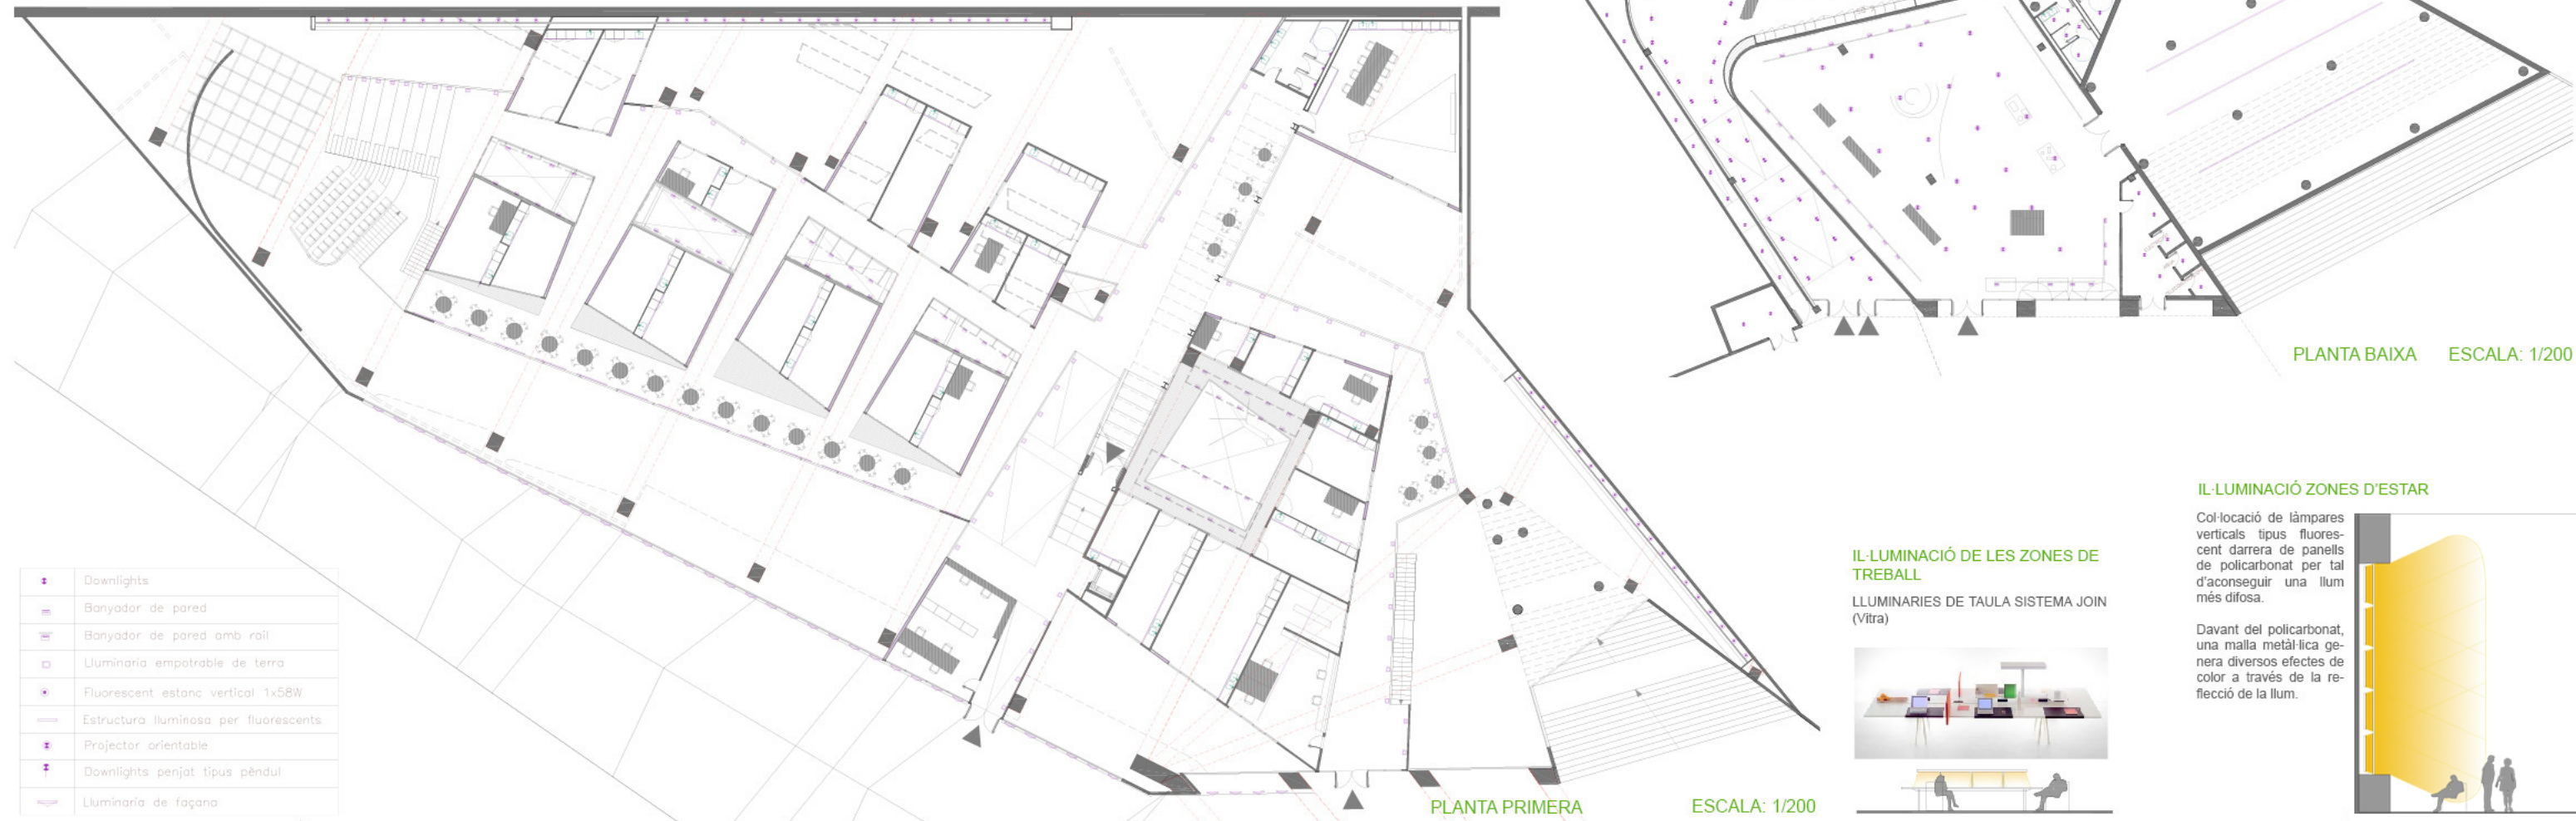 PLANTA BAIXA ESCALA: 1/200
IL·LUMINACIÓ ZONES D'ESTAR
Col·locació de làmpares
verticals tipus fluores-
cent darrera de panells
de policarbonat per tal
d'aconseguir una llum
més difosa.
Davant del policarbonat,
una malla metàl·lica ge-
nera diversos efectes de
color a través de la re-
flecció de la llum.
IL·LUMINACIÓ DE LES ZONES DE
TREBALL
LLUMINARIES DE TAULA SISTEMA JOIN
(Vitra)
Downlights
Banyador de pared
Banyador de pared amb rail
Lluminaria empotrable de terra
Fluorescent estanc vertical 1x58W
Estructura lluminosa per fluorescents
Projector orientable
Downlights penjat tipus pèndul
Lluminaria de façana
PLANTA PRIMERA ESCALA: 1/200